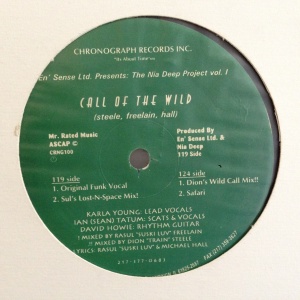 CHRONOGRAPH RECORDS INC.
"It's About Time"
En' Sense Ltd. Presents: The Nia Deep Project vol. I
CALL OF THE WILD
(steele, freelain, hall)
Mr. Rated Music
ASCAP ©
CRNG100
Produced By
En' Sense Ltd. &
Nia Deep
119 Side
119 side
1. Original Funk Vocal
2. Sul's Lost-N-Space Mix!
124 side
1. Dion's Wild Call Mix!!
2. Safari
KARLA YOUNG: LEAD VOCALS
IAN (SEAN) TATUM: SCATS & VOCALS
DAVID HOWIE: RHYTHM GUITAR
! MIXED BY RASUL "SUSKI LUV" FREELAIN
!! MIXED BY DION "TRAIN" STEELE
LYRICS: RASUL "SUSKI LUV" & MICHAEL HALL
FAX